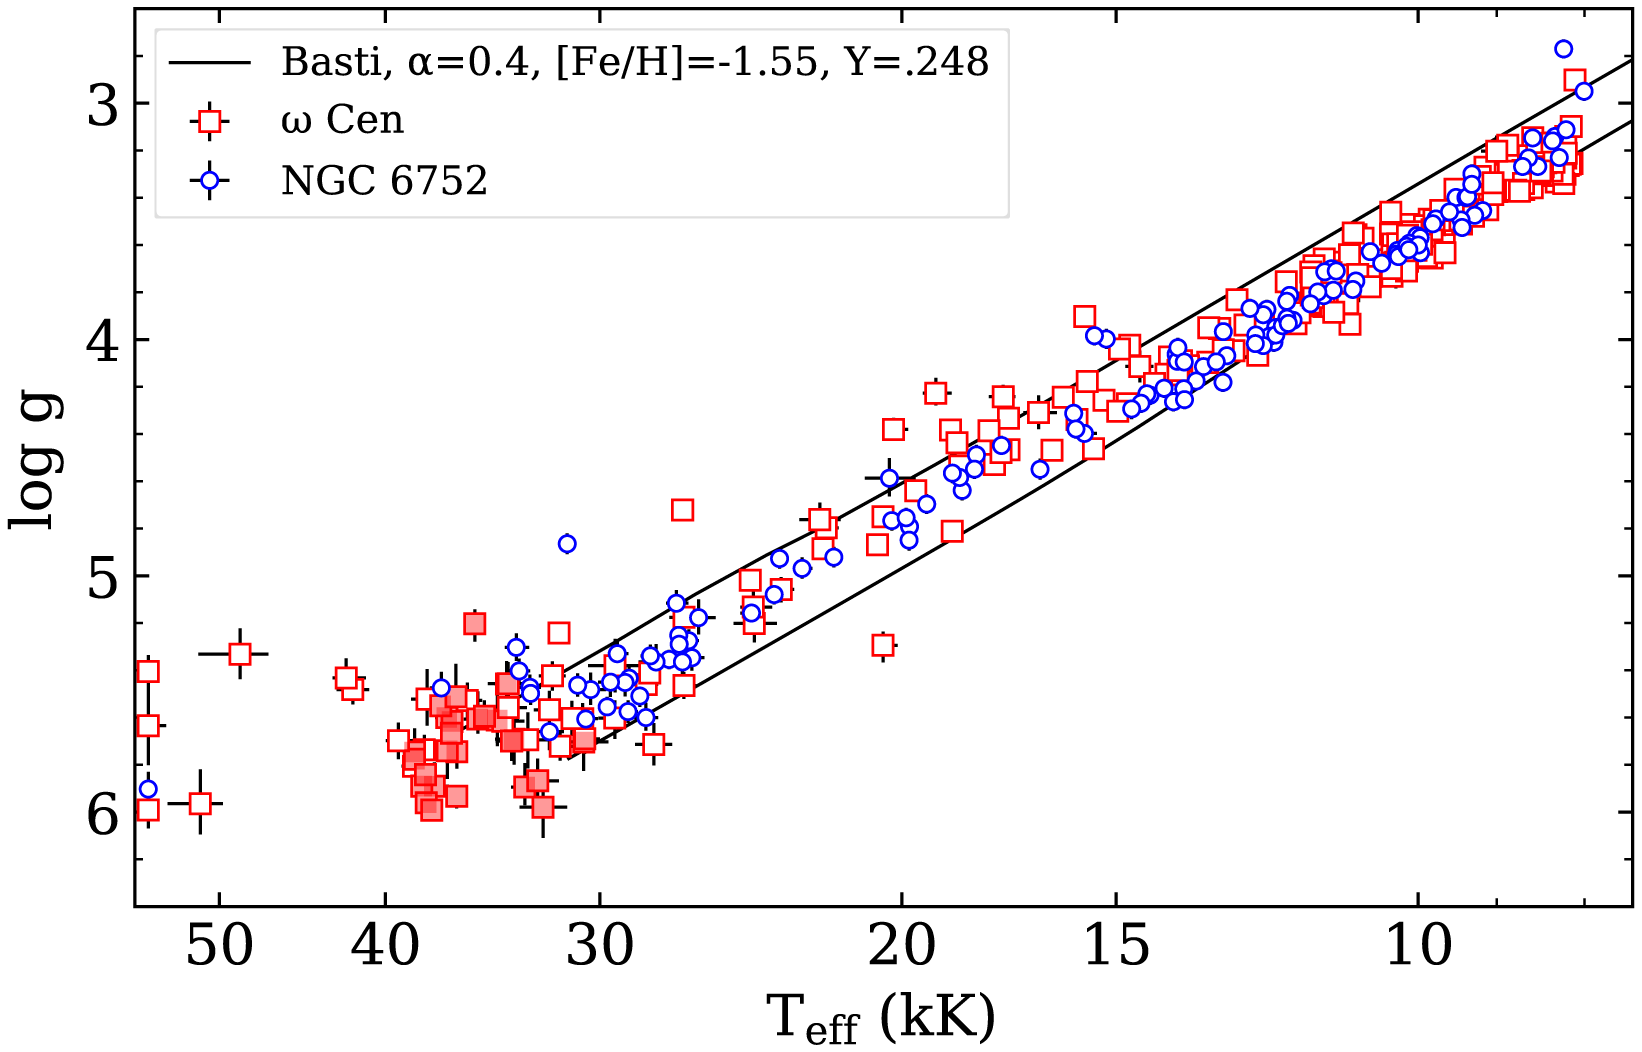 Basti, α=0.4, [Fe/H]=-1.55, Y=.248
ω Cen
NGC 6752
3
4
5
6
log g
50 40 30 20 15 10
Teff (kK)